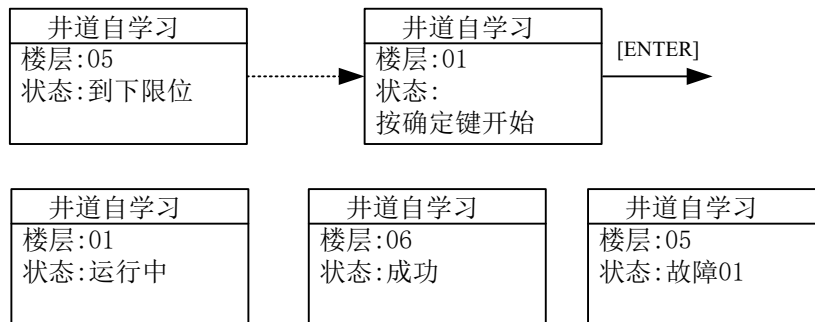 井道自学习
楼层:05
状态:到下限位
井道自学习
楼层:01
状态:
按确定键开始
[ENTER]
井道自学习
楼层:01
状态:运行中
井道自学习
楼层:06
状态:成功
井道自学习
楼层:05
状态:故障01